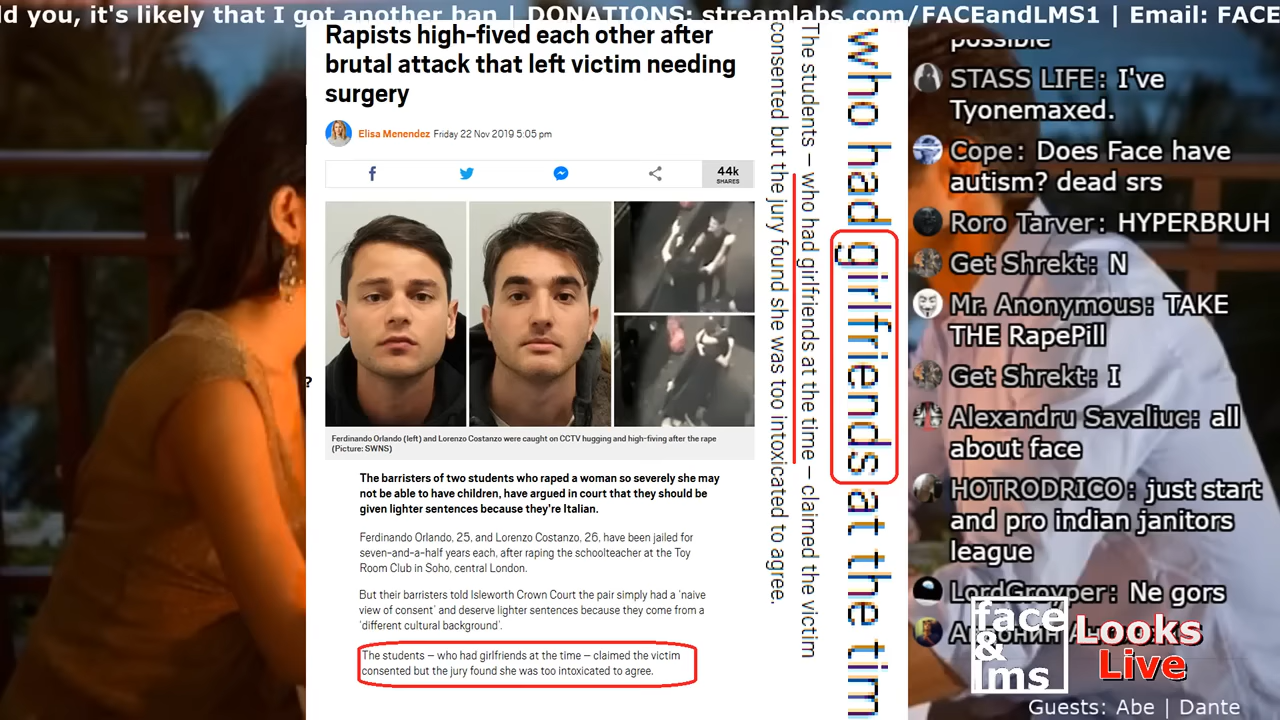 ld you, it's likely that I got another ban | DONATIONS: streamlabs.com/FACEandLMS1 | Email: FACE
Rapists high-fived each other after
brutal attack that left victim needing
surgery
Elisa Menendez Friday 22 Nov 2019 5:05 pm
44k
SHARES
Ferdinando Orlando (left) and Lorenzo Costanzo were caught on CCTV hugging and high-fiving after the rape
(Picture: SWNS)
The barristers of two students who raped a woman so severely she may
not be able to have children, have argued in court that they should be
given lighter sentences because they're Italian.
Ferdinando Orlando, 25, and Lorenzo Costanzo, 26, have been jailed for
seven-and-a-half years each, after raping the schoolteacher at the Toy
Room Club in Soho, central London.
But their barristers told Isleworth Crown Court the pair simply had a 'naive
view of consent' and deserve lighter sentences because they come from a
'different cultural background'.
The students – who had girlfriends at the time – claimed the victim
consented but the jury found she was too intoxicated to agree.
?
The students – who had girlfriends at the time – claimed the victim
consented but the jury found she was too intoxicated to agree.
who had girlfriends at the tim
possible
STASS LIFE: I've
Tyonemaxed.
Cope: Does Face have
autism? dead srs
Roro Tarver: HYPERBRUH
Get Shrekt: N
Mr. Anonymous: TAKE
THE RapePill
Get Shrekt: I
Alexandru Savaliuc: all
about face
HOTRODRICO: just start
and pro indian janitors
league
LordGroyper: Ne gors
face
&
lms
Looks
Live
Guests: Abe | Dante